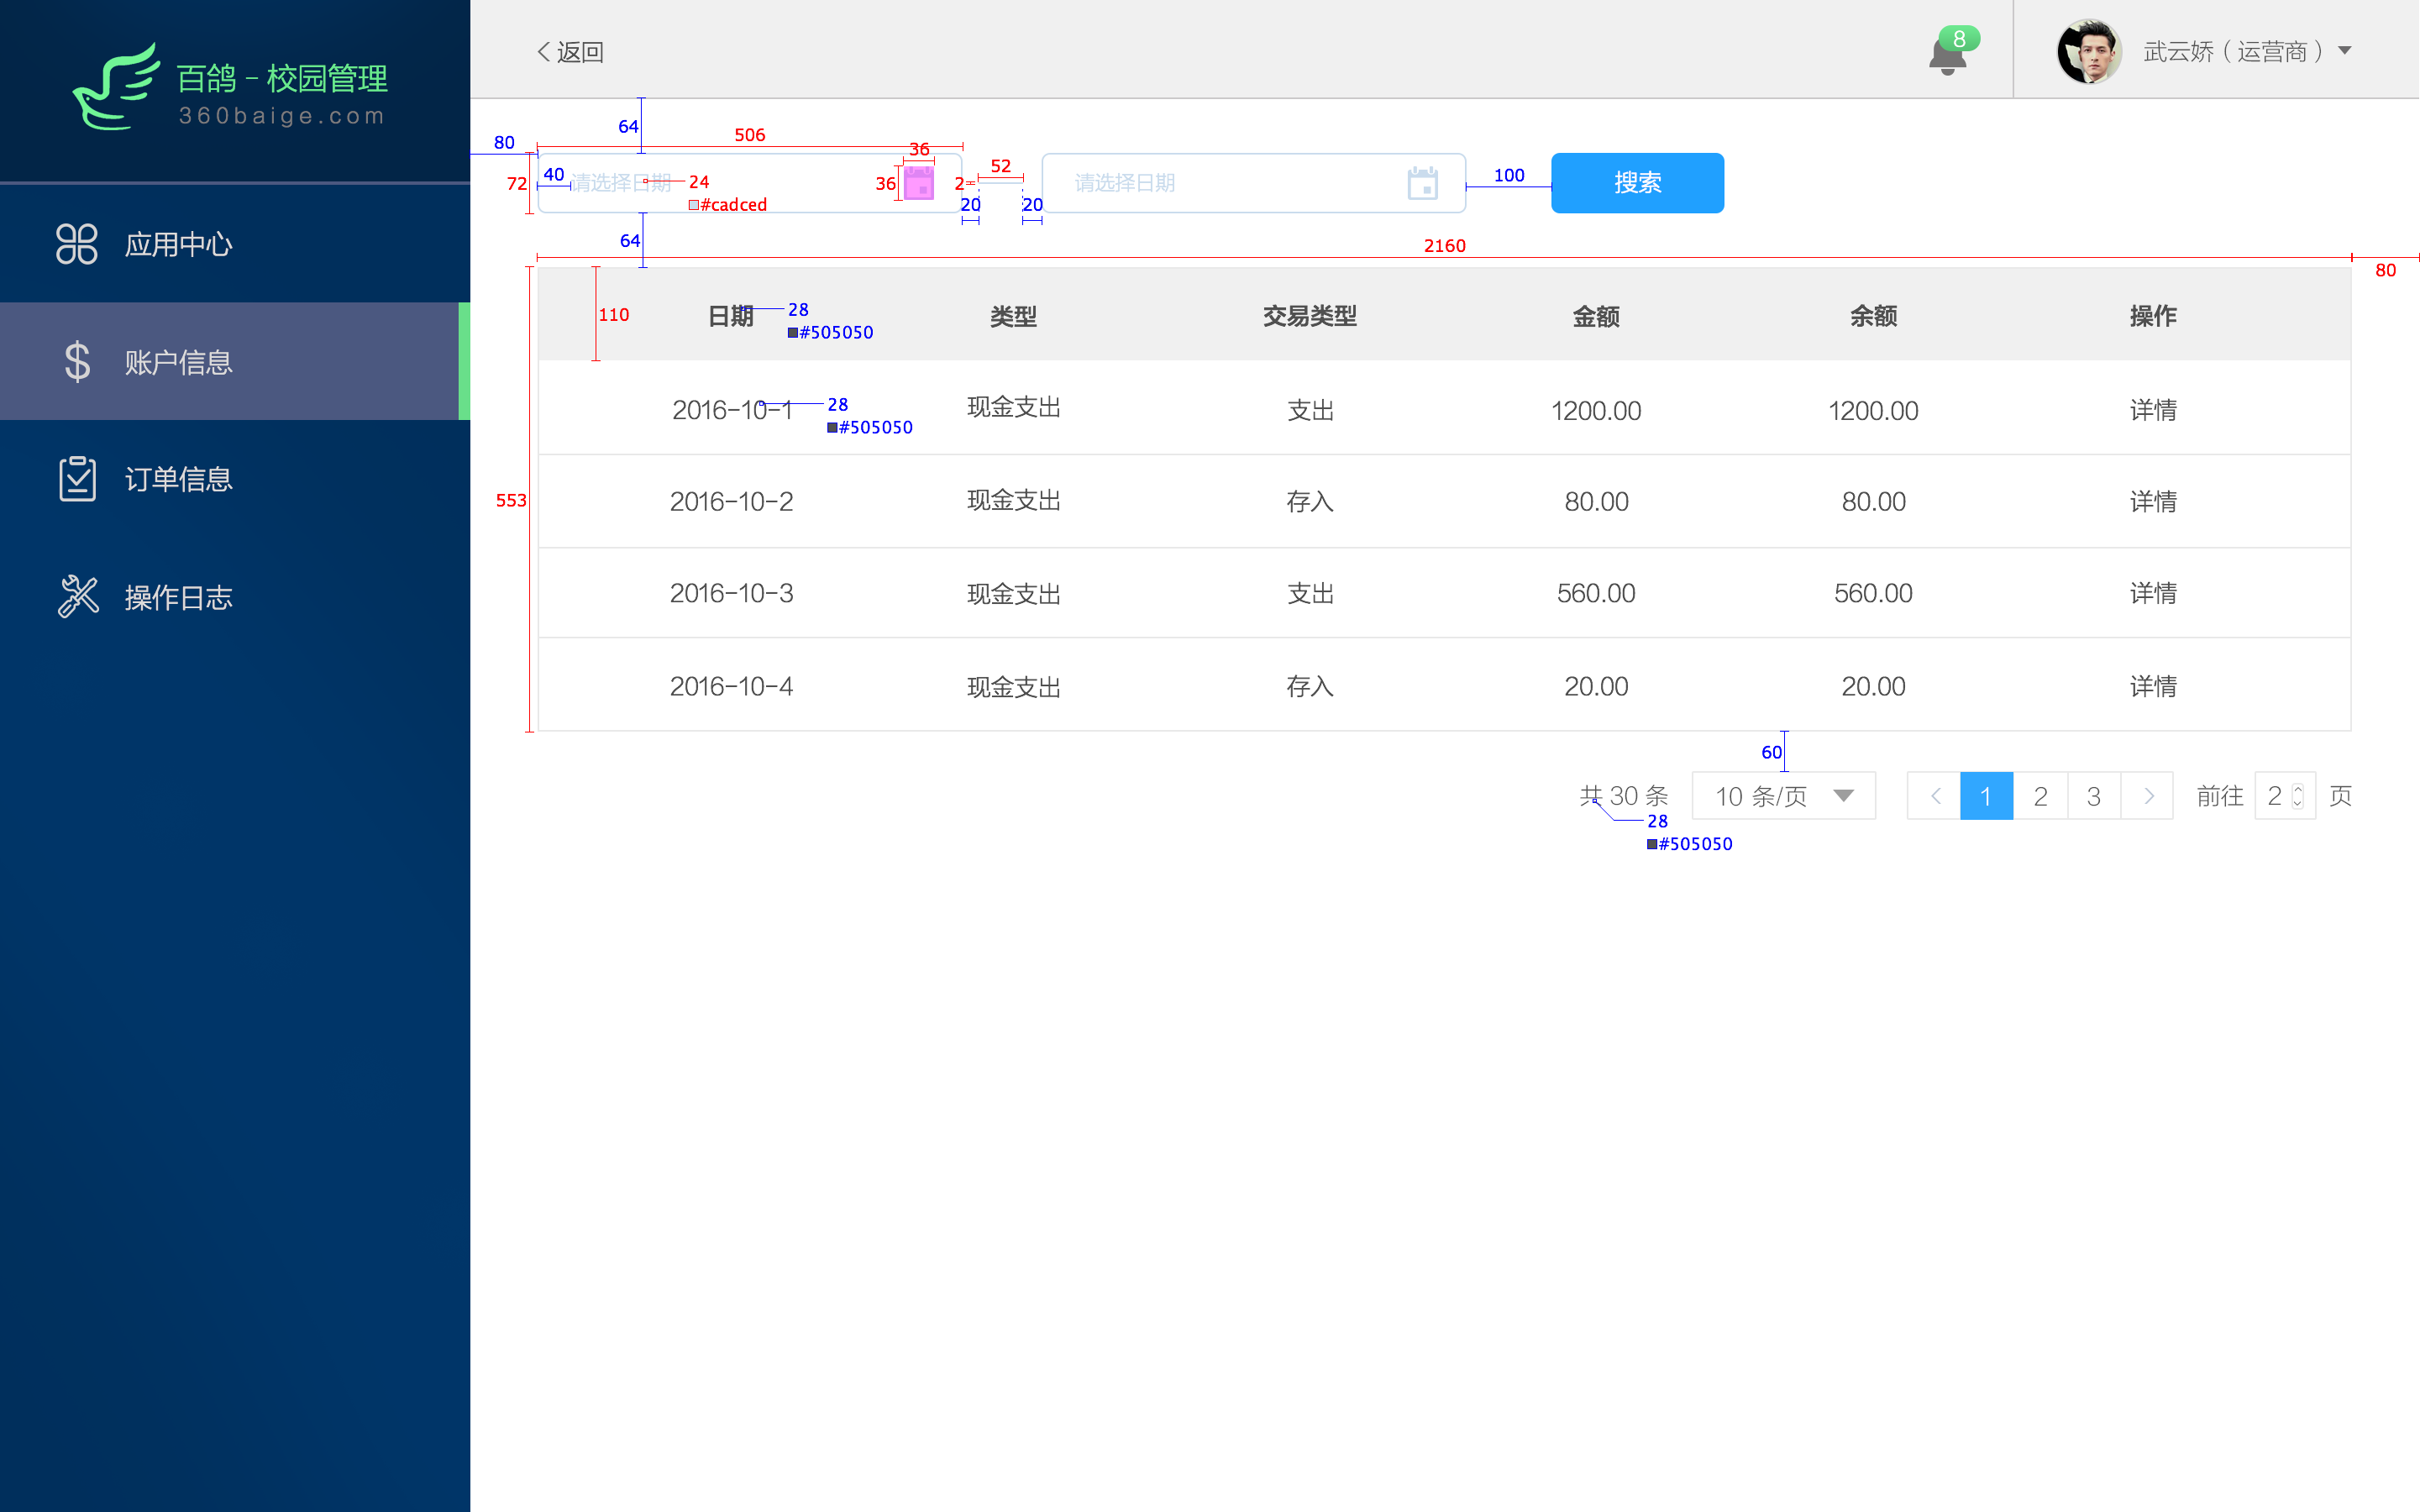 百鸽－校园管理
360baige.com
应用中心
账户信息
订单信息
操作日志
返回
8
武云娇（运营商）
64
80
506
36
72
40
请选择日期
24
#cadced
36
2
52
20
20
请选择日期
100
搜索
64
2160
80
110
日期
28
#505050
类型
交易类型
金额
余额
操作
2016-10-1
28
#505050
现金支出
支出
1200.00
1200.00
详情
553
2016-10-2
现金支出
存入
80.00
80.00
详情
2016-10-3
现金支出
支出
560.00
560.00
详情
2016-10-4
现金支出
存入
20.00
20.00
详情
60
共 30 条
10 条/页
1
2
3
前往
2
页
28
#505050